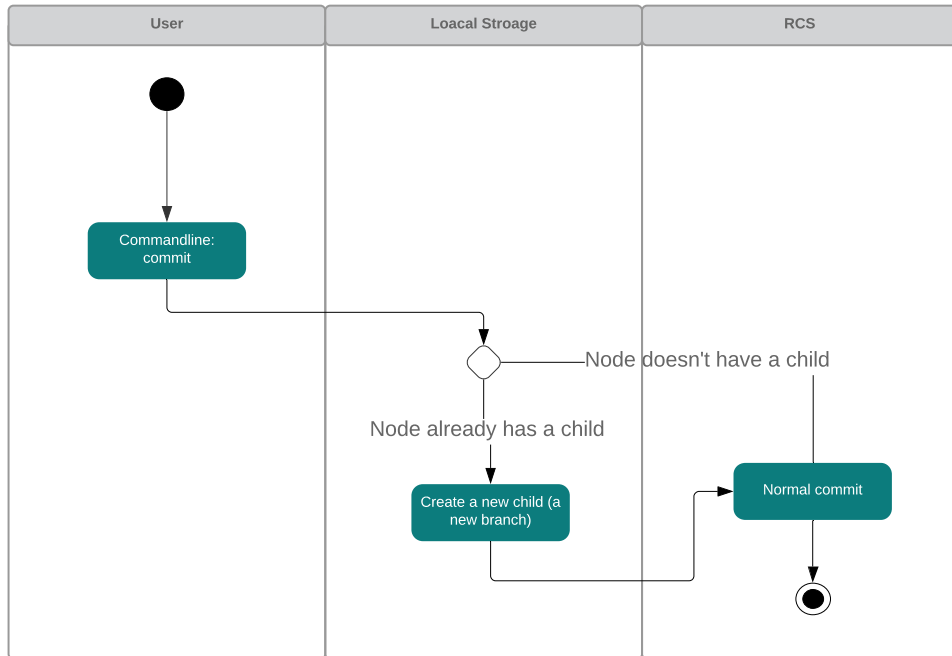 User
Loacal Stroage
RCS
Commandline:
commit
Node doesn't have a child
Node already has a child
Create a new child (a
new branch)
Normal commit